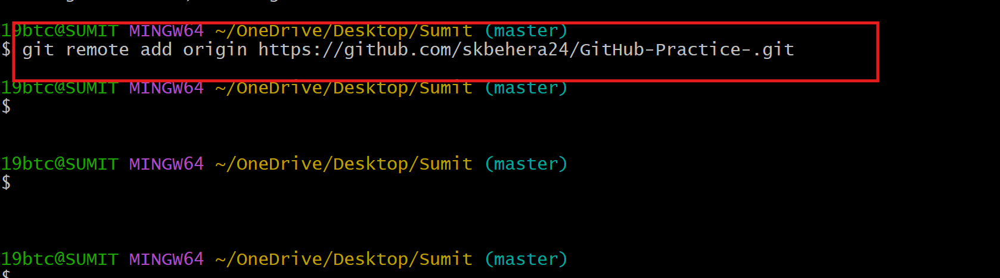 19btc@SUMIT MINGW64 ~/OneDrive/Desktop/Sumit (master)
$ git remote add origin https://github.com/skbehera24/GitHub-Practice-.git
19btc@SUMIT MINGW64 ~/OneDrive/Desktop/Sumit (master)
$
19btc@SUMIT MINGW64 ~/OneDrive/Desktop/Sumit (master)
$
19btc@SUMIT MINGW64 ~/OneDrive/Desktop/Sumit (master)
$